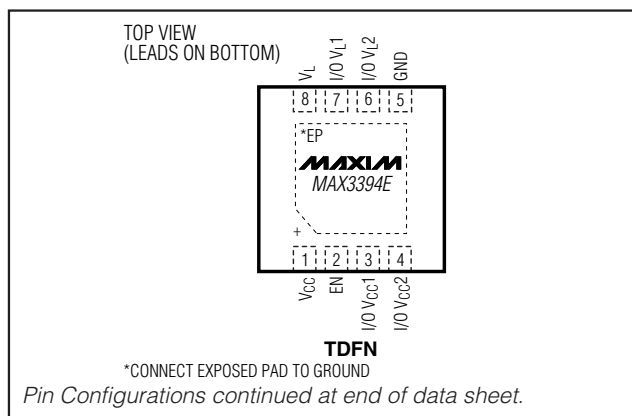 TOP VIEW
(LEADS ON BOTTOM)
VL
I/O VL1
I/O VL2
GND
8 7 6 5
*EP
MAXIM
MAX3394E
+
1 2 3 4
VCC
EN
I/O VCC1
I/O VCC2
TDFN
*CONNECT EXPOSED PAD TO GROUND
Pin Configurations continued at end of data sheet.